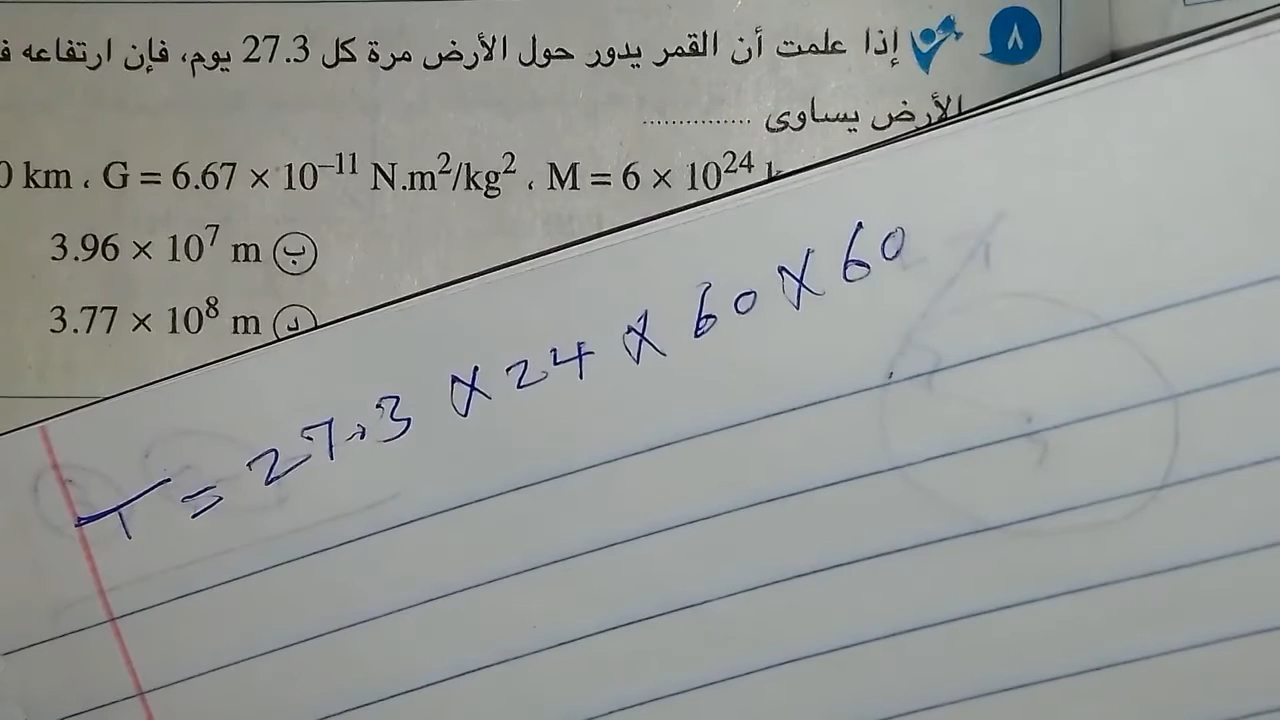 ٨ إذا علمت أن القمر يدور حول الأرض مرة كل 27.3 يوم، فإن ارتفاعه
الأرض يساوى ...............
0 km ، G = 6.67 × 10⁻¹¹ N.m²/kg² ، M = 6 × 10²⁴
3.96 × 10⁷ m ب
3.77 × 10⁸ m د
T = 27.3 × 24 × 60 × 60